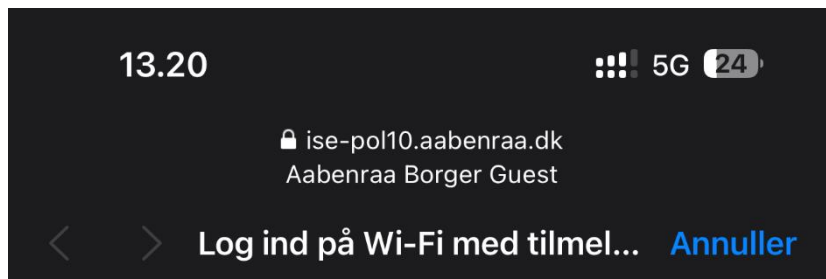 13.20 5G 24
ise-pol10.aabenraa.dk
Aabenraa Borger Guest
Log ind på Wi-Fi med tilmel... Annuller